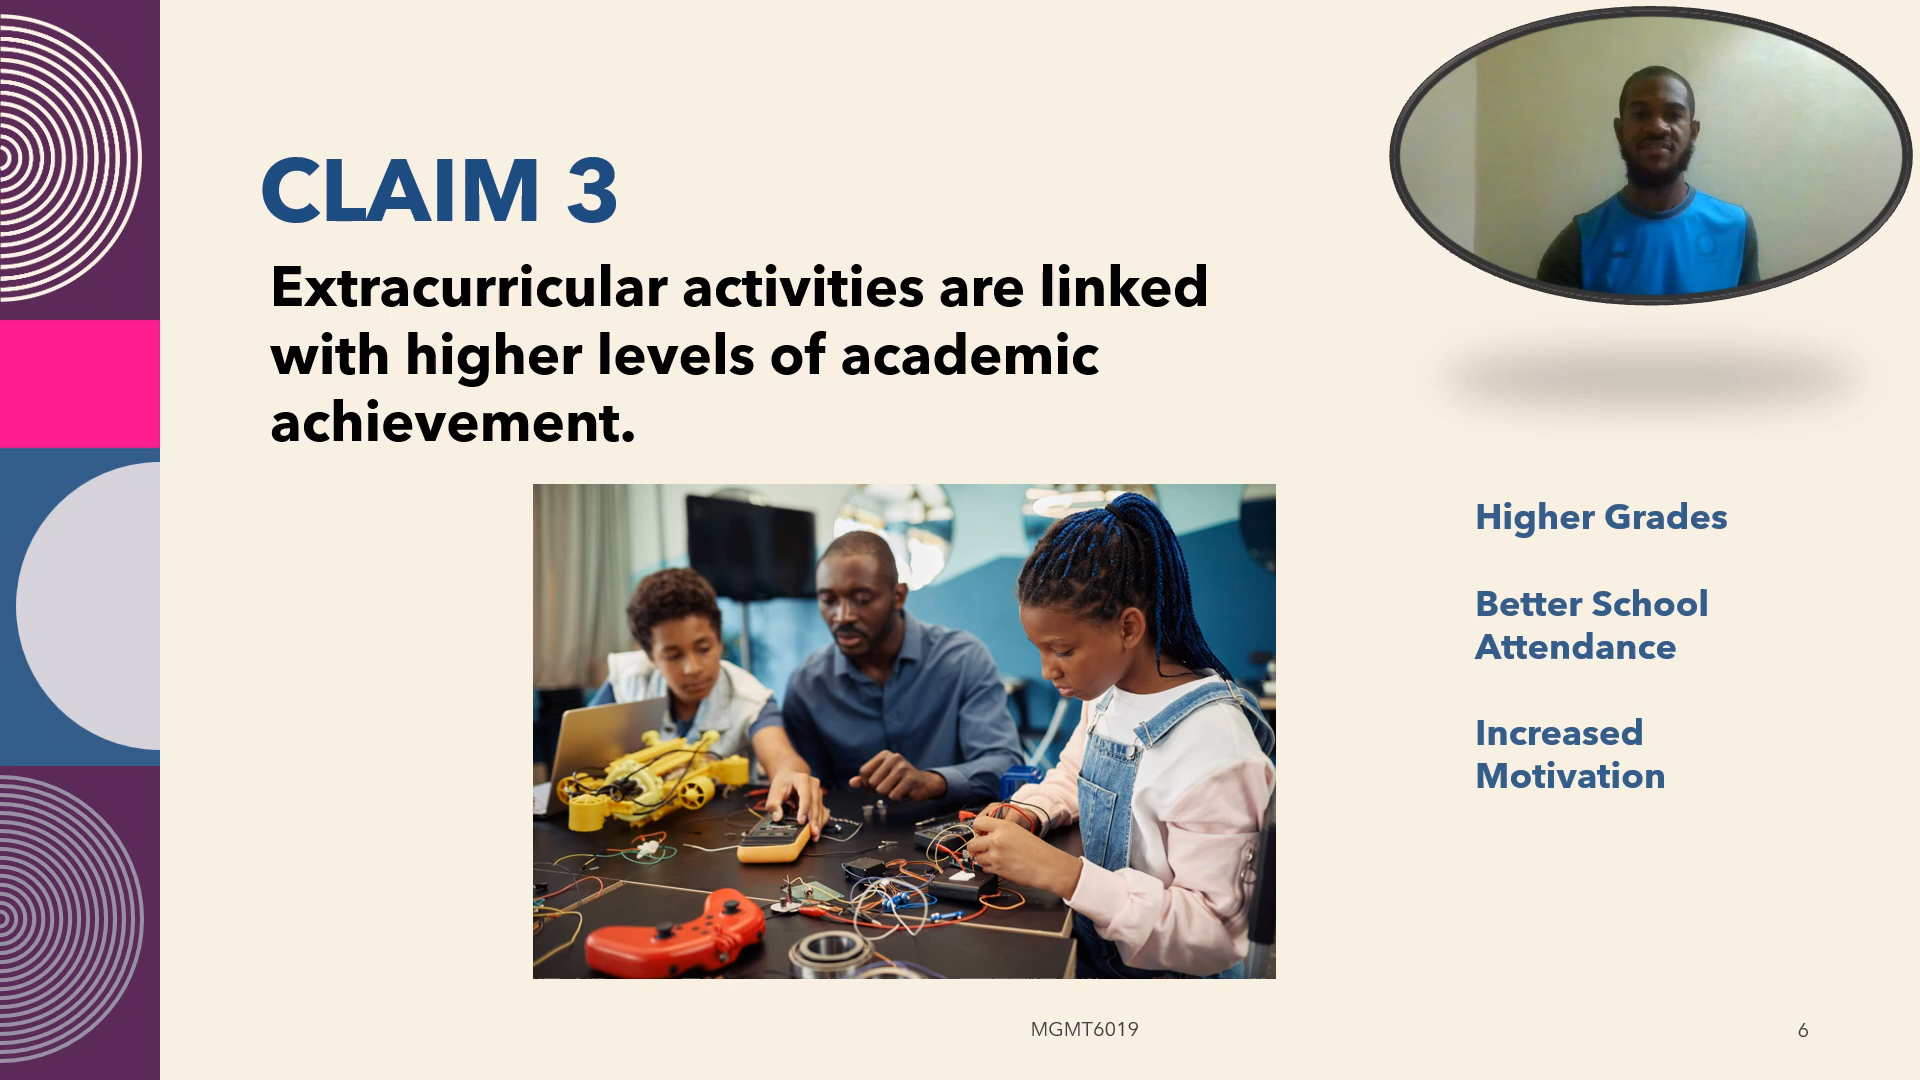 CLAIM 3
Extracurricular activities are linked
with higher levels of academic
achievement.
Higher Grades
Better School
Attendance
Increased
Motivation
MGMT6019
6